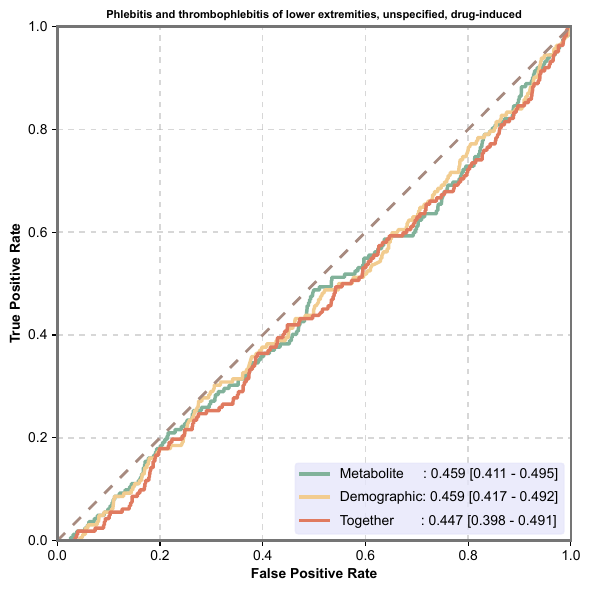 Phlebitis and thrombophlebitis of lower extremities, unspecified, drug-induced
1.0
0.8
0.6
0.4
0.2
0.0
True Positive Rate
Metabolite : 0.459 [0.411 - 0.495]
Demographic: 0.459 [0.417 - 0.492]
Together : 0.447 [0.398 - 0.491]
0.0 0.2 0.4 0.6 0.8 1.0
False Positive Rate